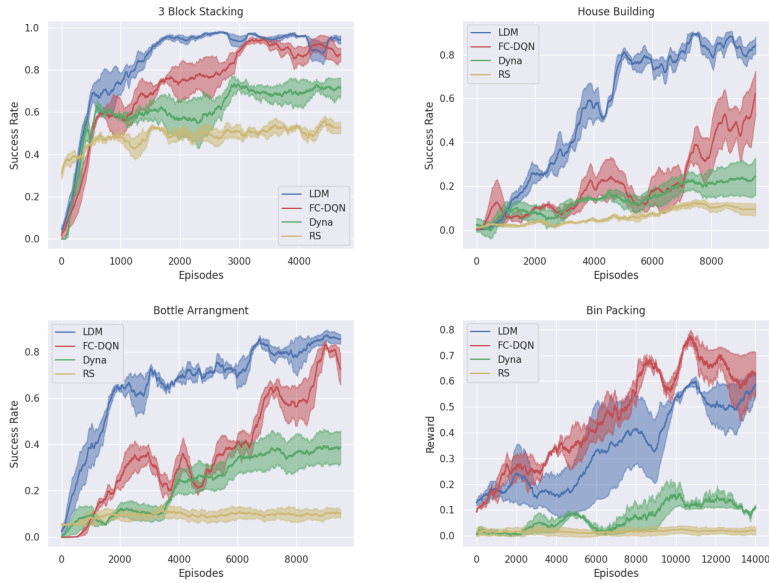 3 Block Stacking
Success Rate
1.0
0.8
0.6
0.4
0.2
0.0
LDM
FC-DQN
Dyna
RS
0 1000 2000 3000 4000
Episodes
House Building
Success Rate
0.8
0.6
0.4
0.2
0.0
LDM
FC-DQN
Dyna
RS
0 2000 4000 6000 8000
Episodes
Bottle Arrangment
Success Rate
0.8
0.6
0.4
0.2
0.0
LDM
FC-DQN
Dyna
RS
0 2000 4000 6000 8000
Episodes
Bin Packing
Reward
0.8
0.7
0.6
0.5
0.4
0.3
0.2
0.1
0.0
LDM
FC-DQN
Dyna
RS
0 2000 4000 6000 8000 10000 12000 14000
Episodes